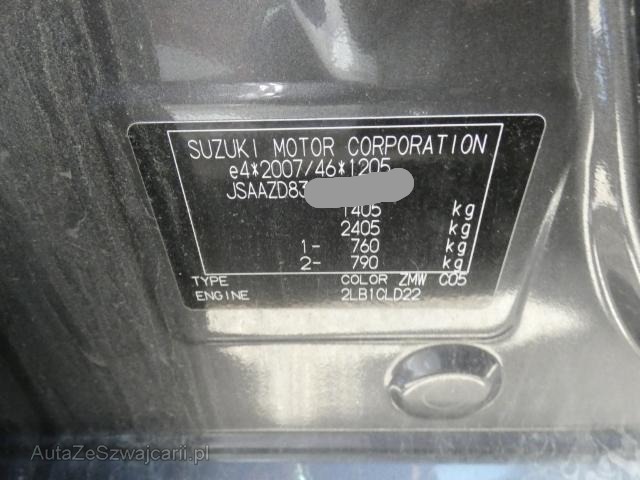 SUZUKI MOTOR CORPORATION
e4*2007/46*1205
JSAAZD83
1405 kg
2405 kg
1- 760 kg
2- 790 kg
TYPE COLOR ZMW C05
ENGINE 2LB1CLD22
AutaZeSzwajcarii.pl